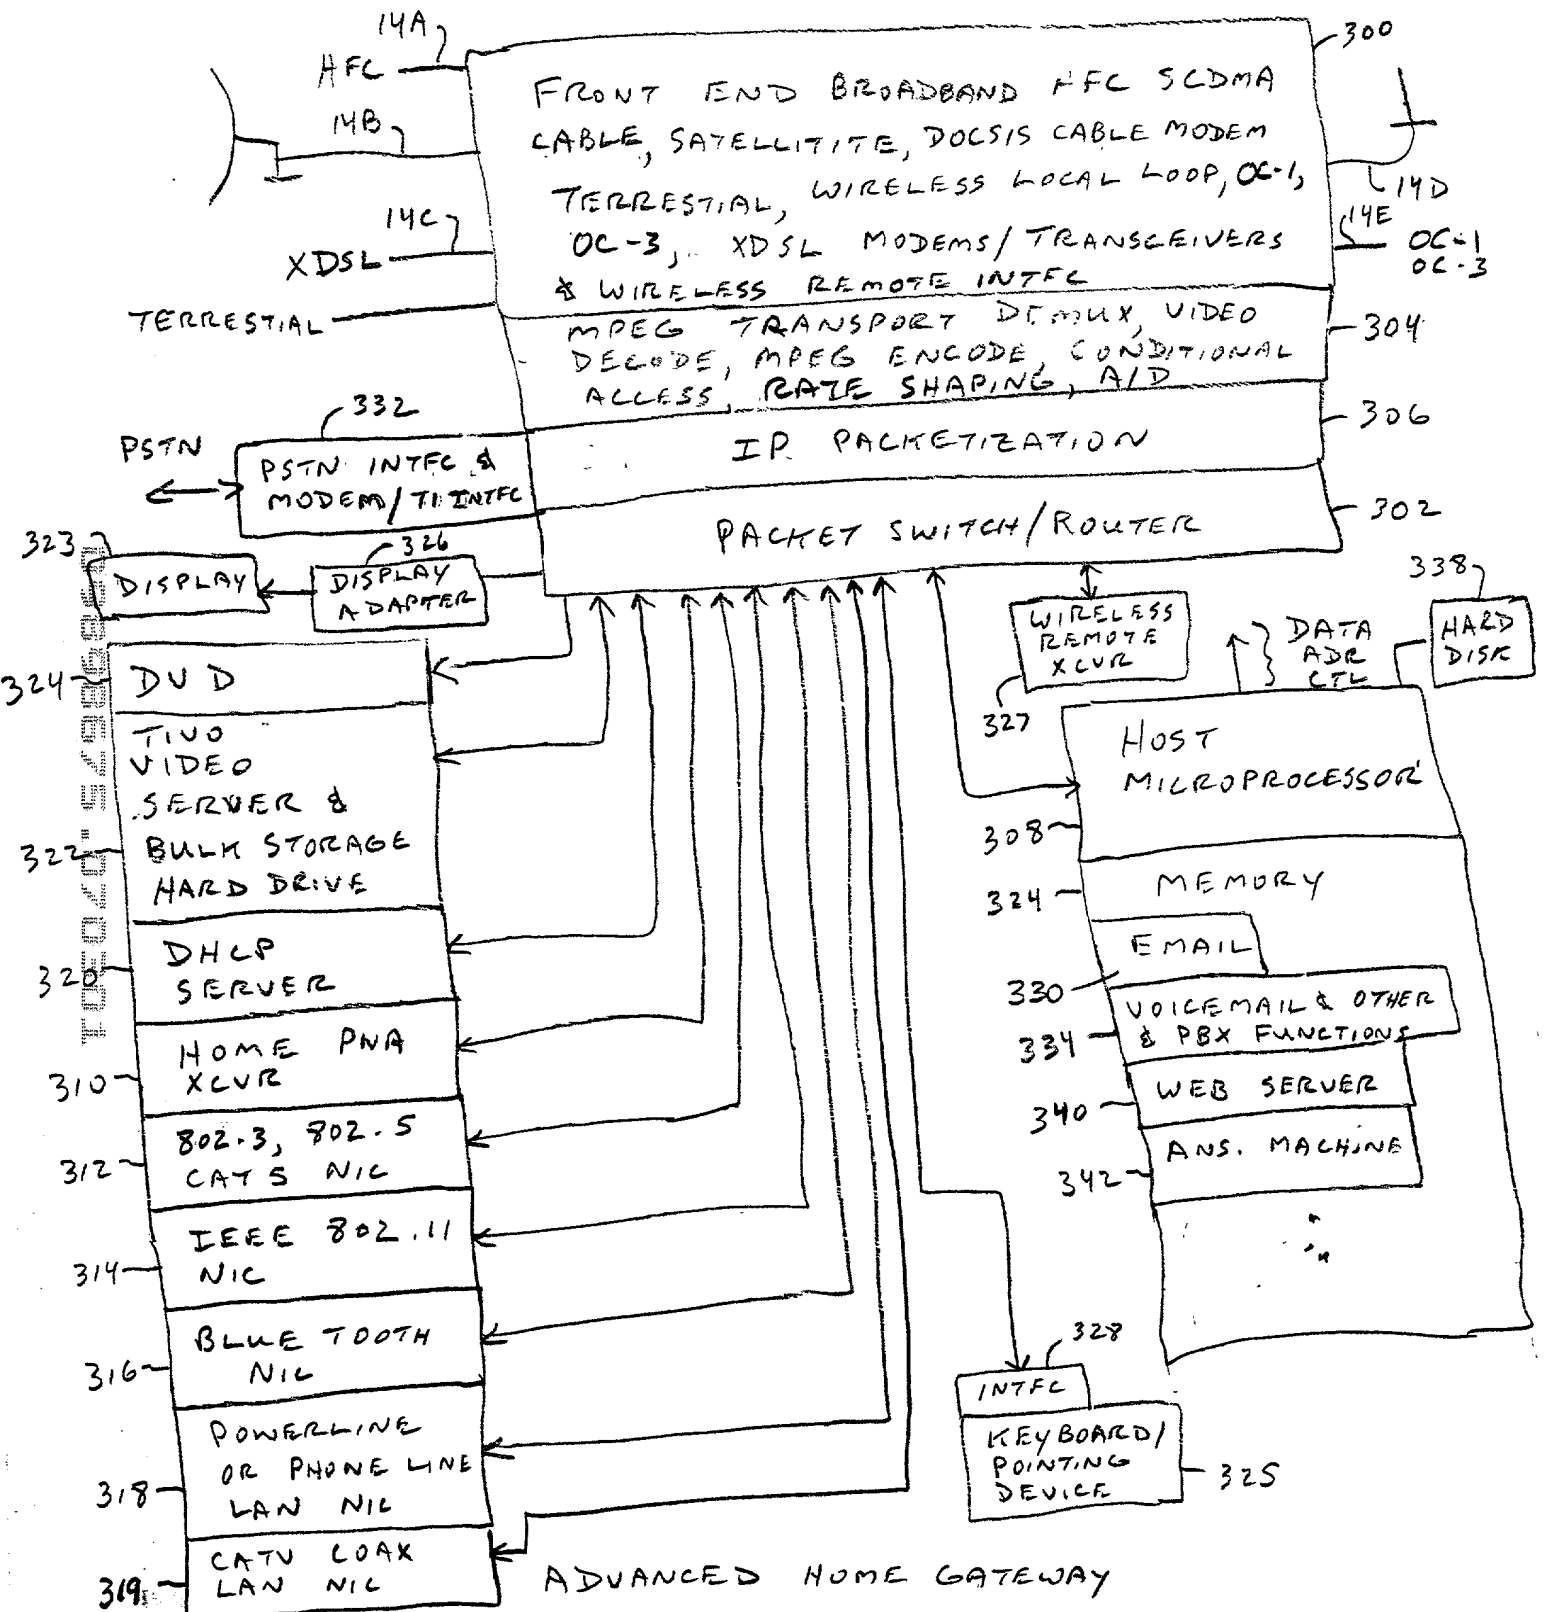 14A
HFC
300
FRONT END BROADBAND HFC SCDMA
CABLE, SATELLITITE, DOCSIS CABLE MODEM
TERRESTIAL, WIRELESS LOCAL LOOP, OC-1,
OC-3, XDSL MODEMS/TRANSCEIVERS
& WIRELESS REMOTE INTFC
14B
14C
XDSL
TERRESTIAL
14D
14E
OC-1
OC-3
MPEG TRANSPORT DEMUX, VIDEO
DECODE, MPEG ENCODE, CONDITIONAL
ACCESS, RATE SHAPING, A/D
304
332
PSTN
PSTN INTFC &
MODEM/T1 INTFC
IP PACKETIZATION
306
PACKET SWITCH/ROUTER
302
323
DISPLAY
326
DISPLAY
ADAPTER
WIRELESS
REMOTE
XCVR
327
DATA
ADR
CTL
338
HARD
DISK
324
DVD
TIVO
VIDEO
SERVER &
BULK STORAGE
HARD DRIVE
322
DHCP
SERVER
320
HOME PNA
XCVR
310
802.3, 802.5
CAT 5 NIC
312
IEEE 802.11
NIC
314
BLUE TOOTH
NIC
316
POWERLINE
OR PHONE LINE
LAN NIC
318
CATV COAX
LAN NIC
319
HOST
MICROPROCESSOR
308
MEMORY
324
EMAIL
330
VOICEMAIL & OTHER
& PBX FUNCTIONS
334
WEB SERVER
340
ANS. MACHINE
342
328
INTFC
KEYBOARD/
POINTING
DEVICE
325
ADVANCED HOME GATEWAY